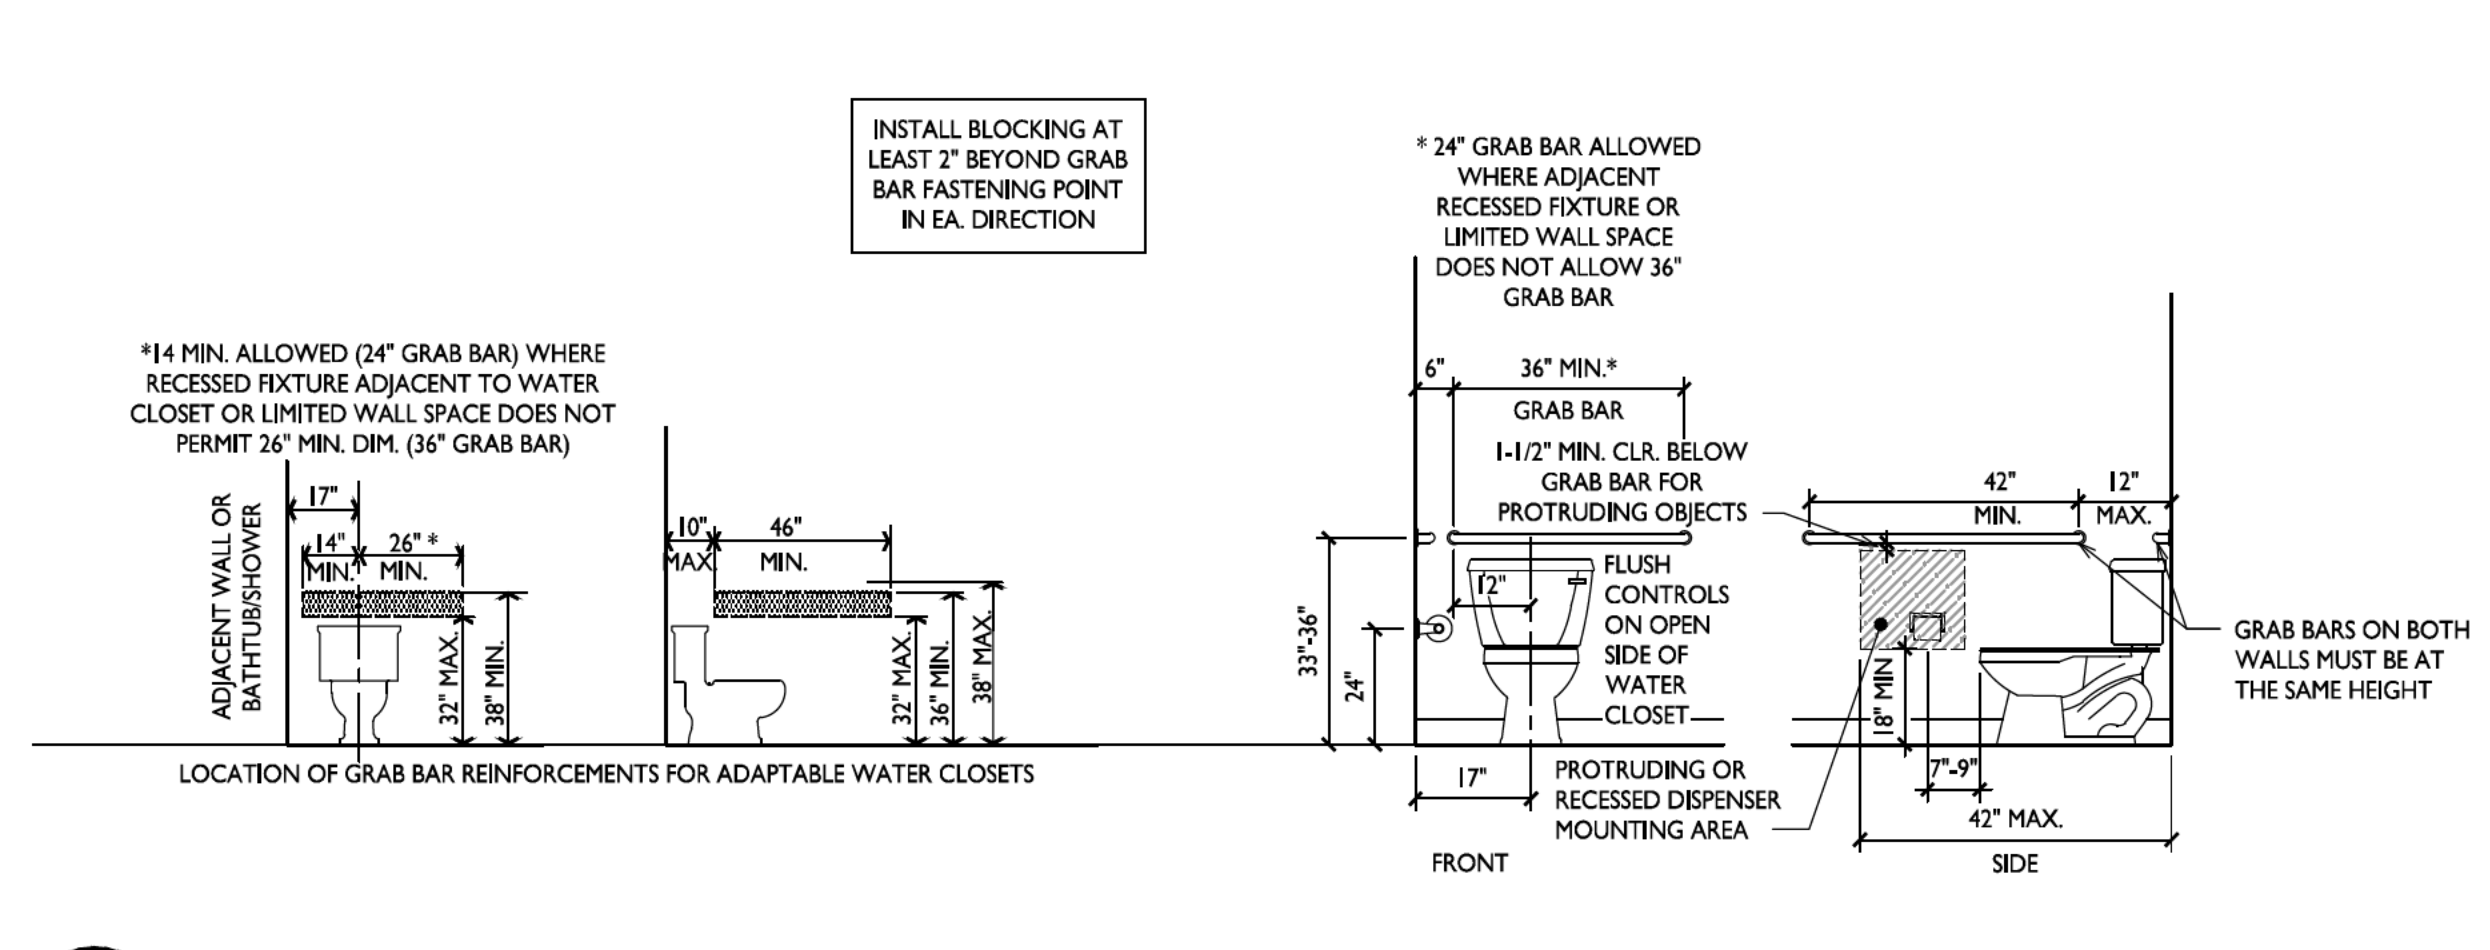 INSTALL BLOCKING AT
LEAST 2" BEYOND GRAB
BAR FASTENING POINT
IN EA. DIRECTION
*14 MIN. ALLOWED (24" GRAB BAR) WHERE
RECESSED FIXTURE ADJACENT TO WATER
CLOSET OR LIMITED WALL SPACE DOES NOT
PERMIT 26" MIN. DIM. (36" GRAB BAR)
ADJACENT WALL OR
BATHTUB/SHOWER
17"
14"
MIN.
26" *
MIN.
32" MAX.
38" MIN.
10"
MAX.
46"
MIN.
32" MAX.
36" MIN.
38" MAX.
LOCATION OF GRAB BAR REINFORCEMENTS FOR ADAPTABLE WATER CLOSETS
* 24" GRAB BAR ALLOWED
WHERE ADJACENT
RECESSED FIXTURE OR
LIMITED WALL SPACE
DOES NOT ALLOW 36"
GRAB BAR
6"
36" MIN.*
GRAB BAR
1-1/2" MIN. CLR. BELOW
GRAB BAR FOR
PROTRUDING OBJECTS
12"
FLUSH
CONTROLS
ON OPEN
SIDE OF
WATER
CLOSET
33"-36"
24"
17"
FRONT
PROTRUDING OR
RECESSED DISPENSER
MOUNTING AREA
42"
MIN.
12"
MAX.
18" MIN
7"-9"
42" MAX.
SIDE
GRAB BARS ON BOTH
WALLS MUST BE AT
THE SAME HEIGHT